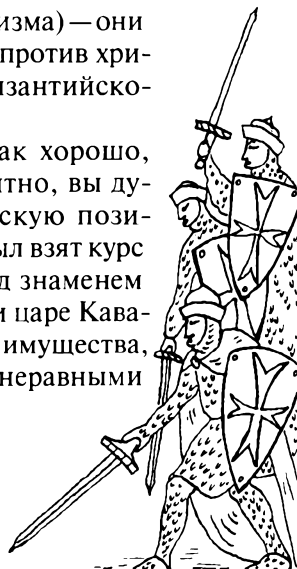 изма) — они
против хри-
изантийско-
ак хорошо,
тно, вы ду-
скую пози-
ыл взят курс
д знаменем
и царе Кава-
имущества,
неравными